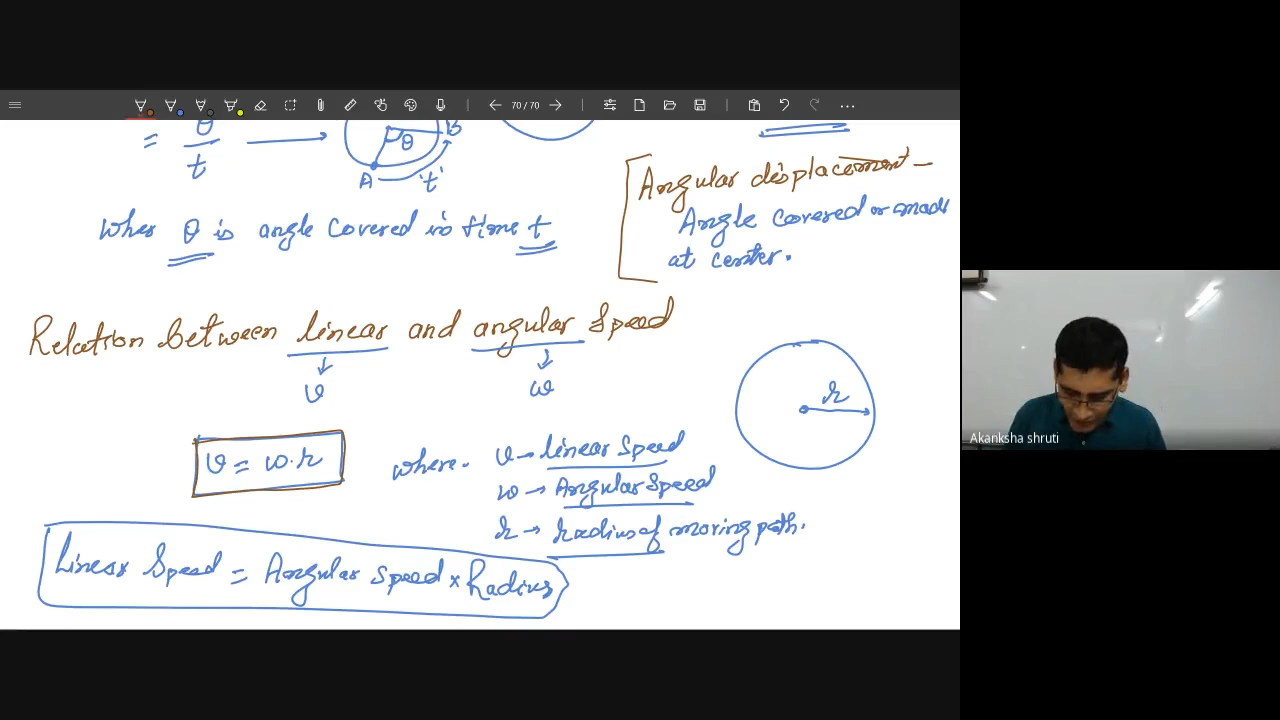 70 / 70
= θ/t
θ
B
A
't'
Wher θ is angle covered in time t
Angular displacement –
Angle covered or made
at center.
Relation between linear and angular Speed
v
ω
r
v = ω.r
where. v → linear Speed
ω → Angular Speed
r → radius of moving path.
Linear Speed = Angular speed × Radius
Akanksha shruti